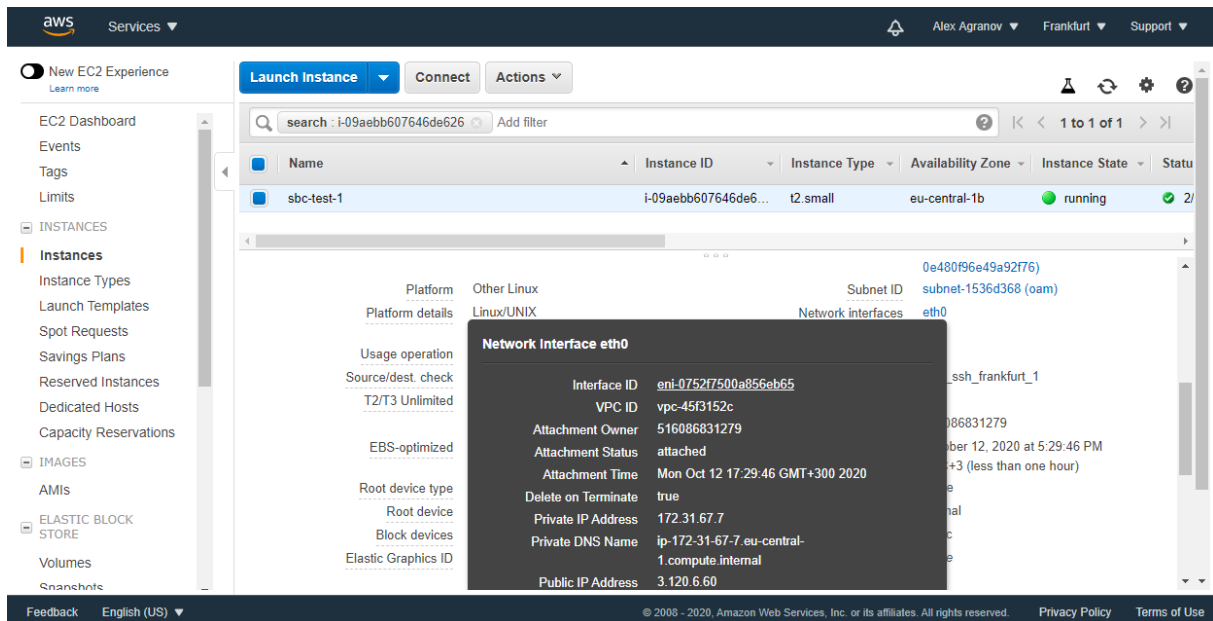 aws Services Alex Agranov Frankfurt Support
New EC2 Experience
Learn more
EC2 Dashboard
Events
Tags
Limits
INSTANCES
Instances
Instance Types
Launch Templates
Spot Requests
Savings Plans
Reserved Instances
Dedicated Hosts
Capacity Reservations
IMAGES
AMIs
ELASTIC BLOCK
STORE
Volumes
Snapshots
Launch Instance Connect Actions
search : i-09aebb607646de626 Add filter 1 to 1 of 1
Name Instance ID Instance Type Availability Zone Instance State Statu
sbc-test-1 i-09aebb607646de6... t2.small eu-central-1b running 2/
0e480f96e49a92f76)
Platform Other Linux Subnet ID subnet-1536d368 (oam)
Platform details Linux/UNIX Network interfaces eth0
Usage operation
Source/dest. check _ssh_frankfurt_1
T2/T3 Unlimited
086831279
EBS-optimized ober 12, 2020 at 5:29:46 PM
+3 (less than one hour)
Root device type
Root device
Block devices
Elastic Graphics ID
Network Interface eth0
Interface ID eni-0752f7500a856eb65
VPC ID vpc-45f3152c
Attachment Owner 516086831279
Attachment Status attached
Attachment Time Mon Oct 12 17:29:46 GMT+300 2020
Delete on Terminate true
Private IP Address 172.31.67.7
Private DNS Name ip-172-31-67-7.eu-central-
1.compute.internal
Public IP Address 3.120.6.60
Feedback English (US) © 2008 - 2020, Amazon Web Services, Inc. or its affiliates. All rights reserved. Privacy Policy Terms of Use